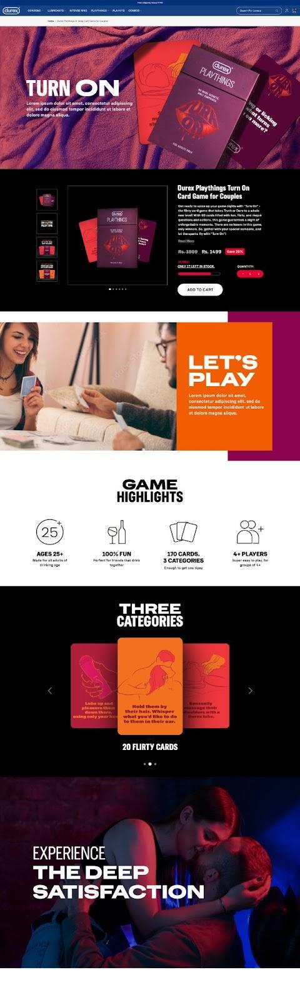 Free Shipping Above ₹749
durex
CONDOMS
LUBRICANTS
INTENSE RING
PLAYTHINGS
PLAYKITS
COMBOS
Search For Lovers
Home
Durex Playthings
Card Game for Couples
TURN ON
Lorem ipsum dolor sit amet, consectetur adipiscing
elit, sed do eiusmod tempor incididunt ut labore et
dolore magna aliqua.
durex
PLAYTHINGS
NO MORE SECRETS.
ONLY SURPRISES.
TURN
ON
FOR ADULTS ONLY
or licking
what turns
on more?
Durex Playthings Turn On
Card Game for Couples
Get ready to spice up your game nights with "Turn On" -
the flirty card game that takes Truth or Dare to a whole
new level! With 60 cards filled with fun, flirty, and risqué
questions and actions, this game guarantees a night of
unforgettable moments. There are no losers in this game,
only winners. So, gather your special someone, and
let the sparks fly with "Turn On"!
Read More
Rs. 1999 Rs. 1499 Save 25%
HURRY!
ONLY 17 LEFT IN STOCK.
QUANTITY:
- 1 +
ADD TO CART
durex
PLAYTHINGS
LET'S
PLAY
Lorem ipsum dolor sit amet,
consectetur adipiscing elit, sed do
eiusmod tempor incididunt ut labore
et dolore magna aliqua.
GAME
HIGHLIGHTS
25+
AGES 25+
Made for all adults of
drinking age
100% FUN
Perfect for friends that drink
together
170 CARDS.
3 CATEGORIES
Enough to get you tipsy
4+ PLAYERS
Super easy to play, for
groups of 4+
THREE
CATEGORIES
Lube up and
pleasure them
down there,
using only your
Hold them by
their hair. Whisper
what you'd like to do
to them in their ear.
Sensually
massage their
shoulders with a
Durex lube.
20 FLIRTY CARDS
EXPERIENCE
THE DEEP
SATISFACTION